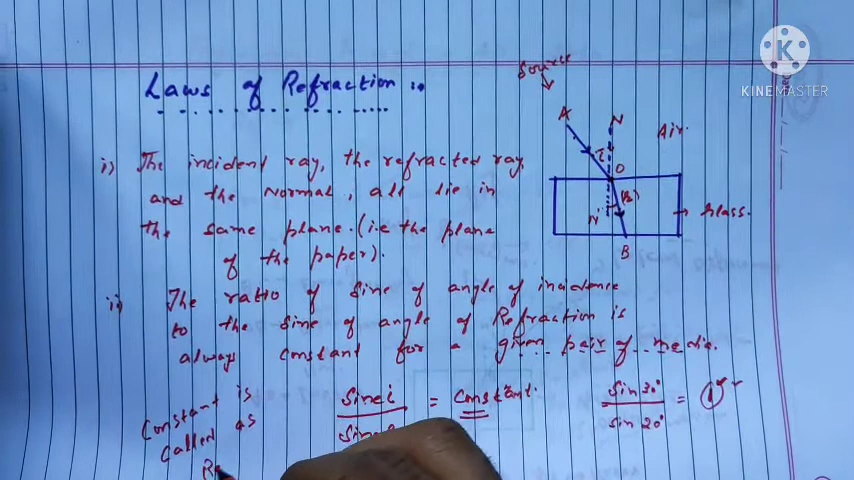 Laws of Refraction :.
i) The incident ray, the refracted ray
and the Normal, all lie in
the same plane. (i.e the plane
of the paper).
ii) The ratio of sine of angle of incidence
to the sine of angle of Refraction is
always constant for a given pair of media.
Sine i
= Constant.
Sin 30°
Sin 20°
= 1
Constant is
Called as
Source
A
N
Air.
i
O
N'
Glass.
B
K
KINEMASTER